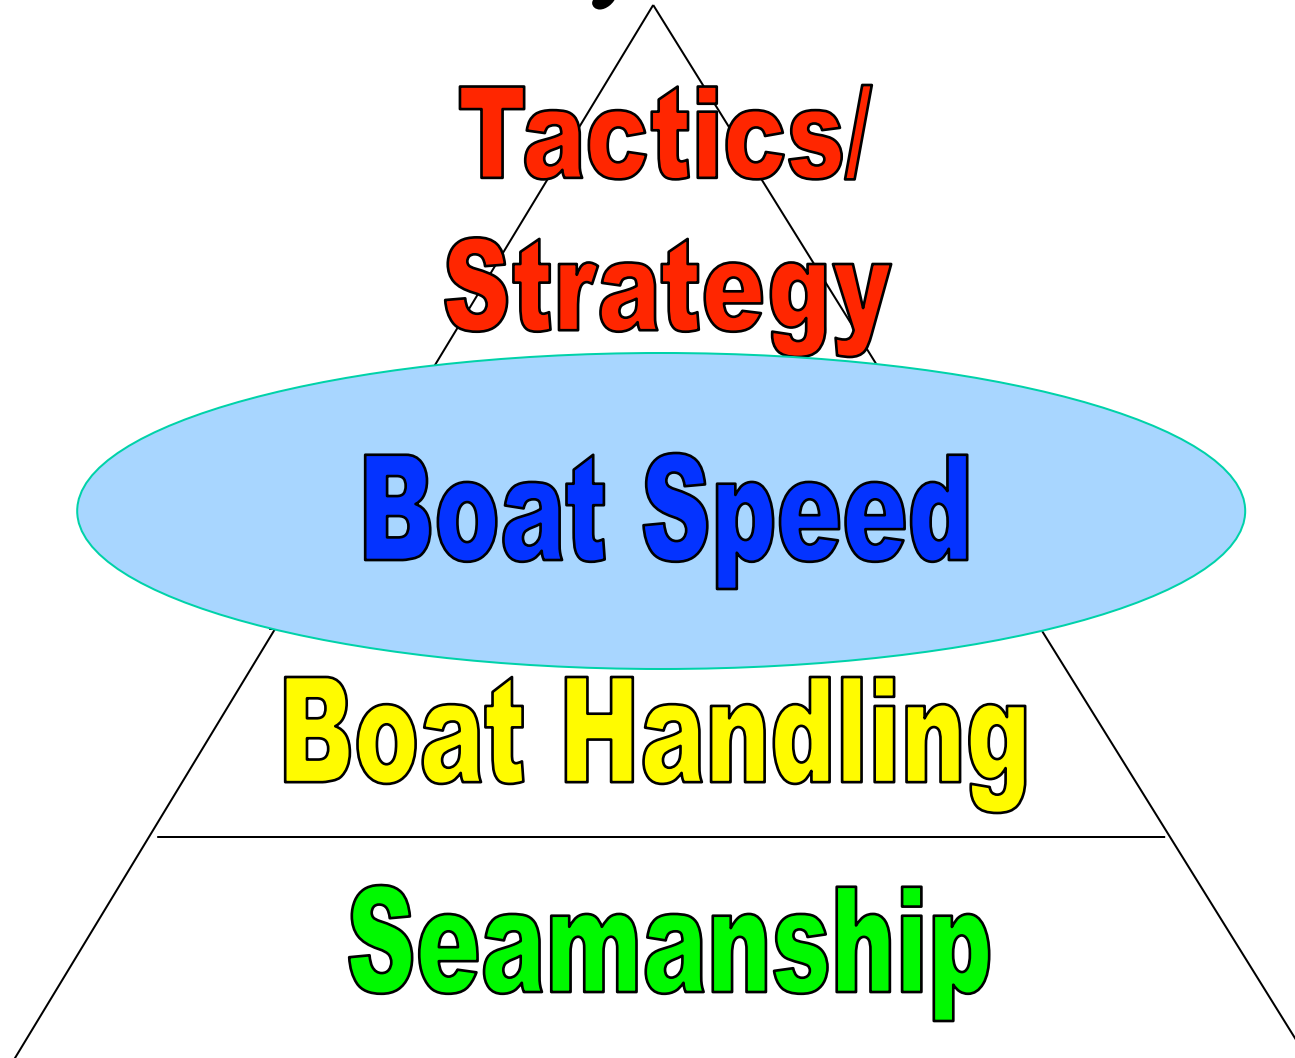 Tactics/
Strategy
Boat Speed
Boat Handling
Seamanship